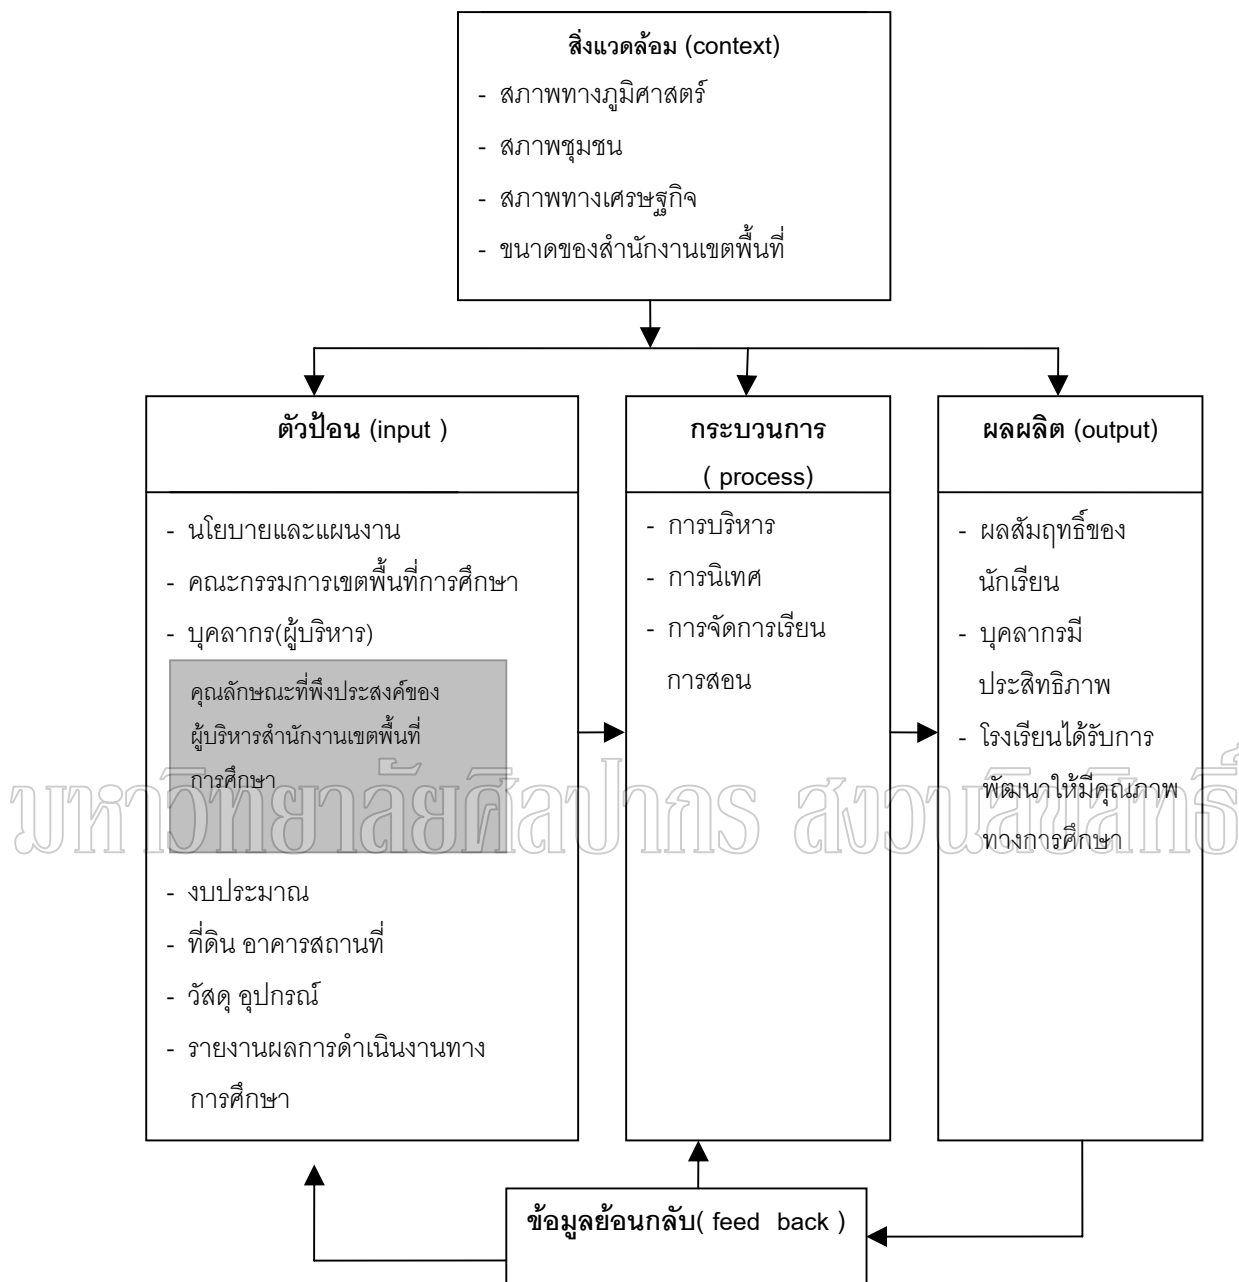 สิ่งแวดล้อม (context)
- สภาพทางภูมิศาสตร์
- สภาพชุมชน
- สภาพทางเศรษฐกิจ
- ขนาดของสำนักงานเขตพื้นที่
ตัวป้อน (input )
- นโยบายและแผนงาน
- คณะกรรมการเขตพื้นที่การศึกษา
- บุคลากร(ผู้บริหาร)
คุณลักษณะที่พึงประสงค์ของ
ผู้บริหารสำนักงานเขตพื้นที่
การศึกษา
- งบประมาณ
- ที่ดิน อาคารสถานที่
- วัสดุ อุปกรณ์
- รายงานผลการดำเนินงานทาง
การศึกษา
กระบวนการ
( process)
- การบริหาร
- การนิเทศ
- การจัดการเรียน
การสอน
ผลผลิต (output)
- ผลสัมฤทธิ์ของ
นักเรียน
- บุคลากรมี
ประสิทธิภาพ
- โรงเรียนได้รับการ
พัฒนาให้มีคุณภาพ
ทางการศึกษา
มหาวิทยาลัยศิลปากร สงวนลิขสิทธิ์
ข้อมูลย้อนกลับ( feed back )